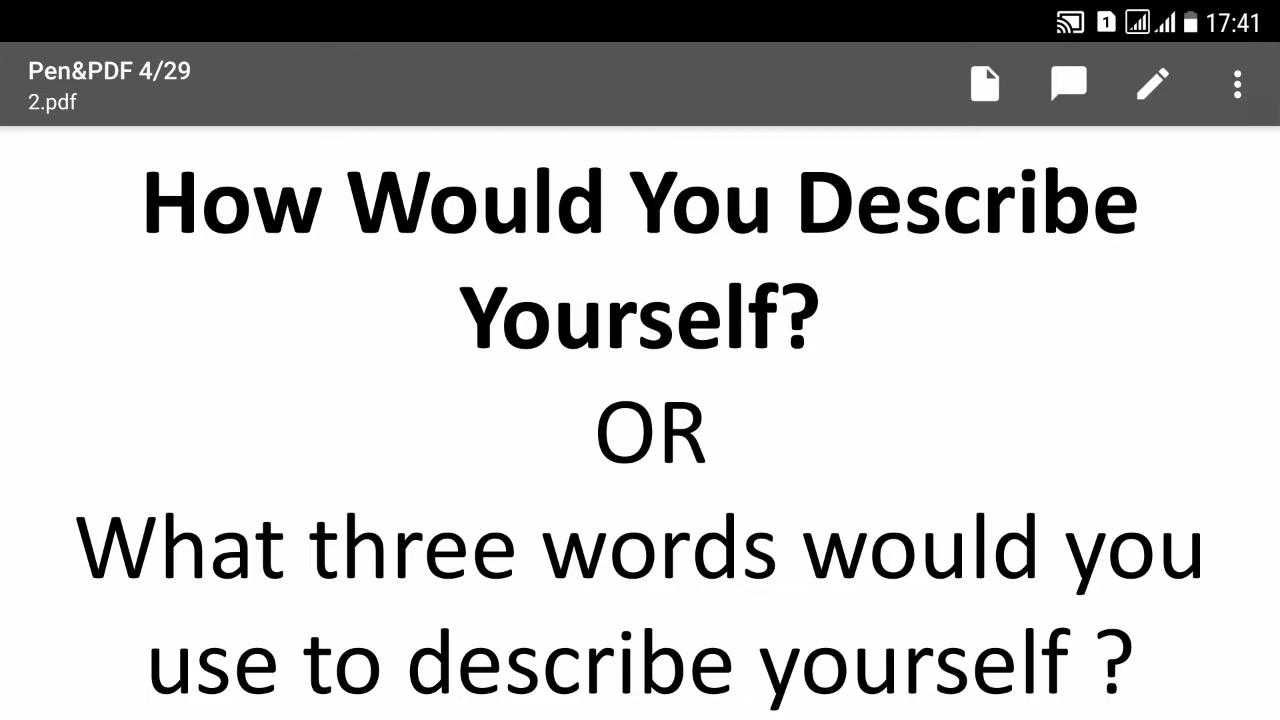 1 17:41
Pen&PDF 4/29
2.pdf
How Would You Describe
Yourself?
OR
What three words would you
use to describe yourself ?